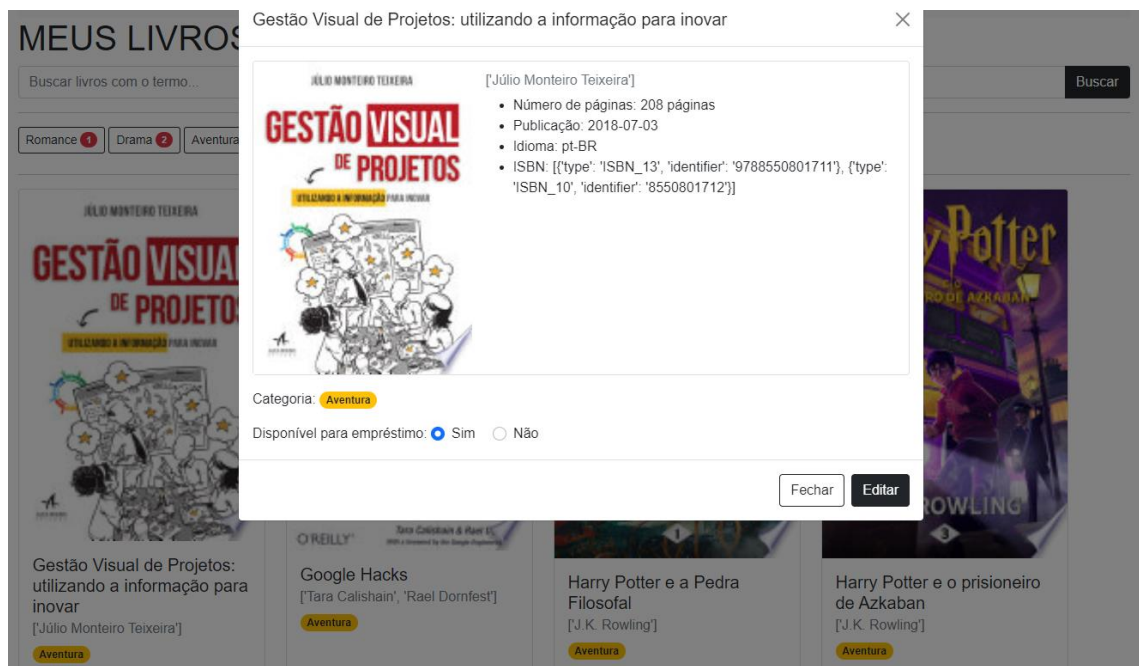 Gestão Visual de Projetos: utilizando a informação para inovar
MEUS LIVROS
Buscar livros com o termo...
Buscar
Romance 1 Drama 2 Aventura
JÚLIO MONTEIRO TEIXEIRA
GESTÃO VISUAL
DE PROJETOS
UTILIZANDO A INFORMAÇÃO PARA INOVAR
['Júlio Monteiro Teixeira']
• Número de páginas: 208 páginas
• Publicação: 2018-07-03
• Idioma: pt-BR
• ISBN: [{'type': 'ISBN_13', 'identifier': '9788550801711'}, {'type':
'ISBN_10', 'identifier': '8550801712'}]
Categoria: Aventura
Disponível para empréstimo: Sim Não
Fechar Editar
JÚLIO MONTEIRO TEIXEIRA
GESTÃO VISUAL
DE PROJETOS
UTILIZANDO A INFORMAÇÃO PARA INOVAR
Gestão Visual de Projetos:
utilizando a informação para
inovar
['Júlio Monteiro Teixeira']
Aventura
O'REILLY
Tara Calishain & Rael
Google Hacks
['Tara Calishain', 'Rael Dornfest']
Aventura
1
Harry Potter e a Pedra
Filosofal
['J.K. Rowling']
Aventura
y Potter
RO DE AZKABAN
ROWLING
3
Harry Potter e o prisioneiro
de Azkaban
['J.K. Rowling']
Aventura